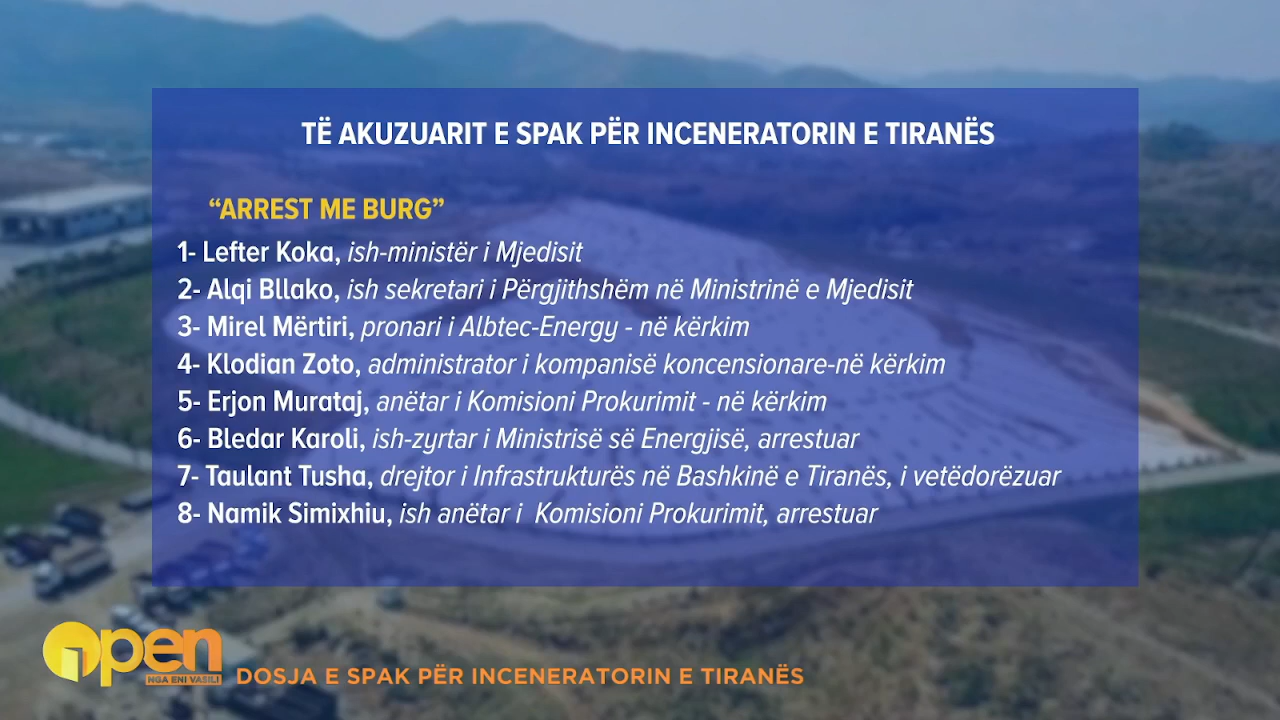 TË AKUZUARIT E SPAK PËR INCENERATORIN E TIRANËS
“ARREST ME BURG”
1- Lefter Koka, ish-ministër i Mjedisit
2- Alqi Bllako, ish sekretari i Përgjithshëm në Ministrinë e Mjedisit
3- Mirel Mërtiri, pronari i Albtec-Energy - në kërkim
4- Klodian Zoto, administrator i kompanisë koncensionare-në kërkim
5- Erjon Murataj, anëtar i Komisioni Prokurimit - në kërkim
6- Bledar Karoli, ish-zyrtar i Ministrisë së Energjisë, arrestuar
7- Taulant Tusha, drejtor i Infrastrukturës në Bashkinë e Tiranës, i vetëdorëzuar
8- Namik Simixhiu, ish anëtar i Komisioni Prokurimit, arrestuar
Open
NGA ENI VASILI
DOSJA E SPAK PËR INCENERATORIN E TIRANËS